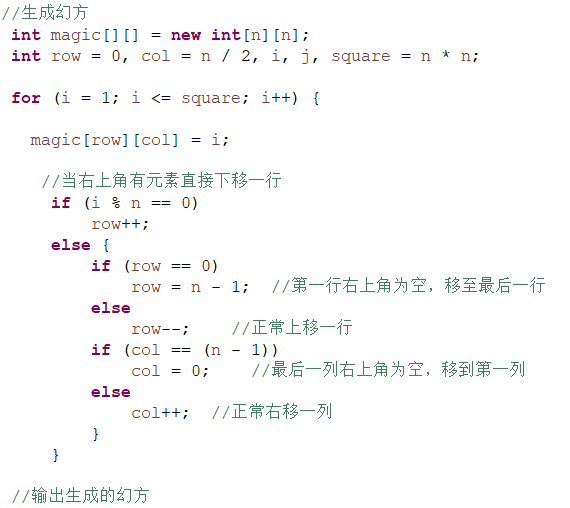 //生成幻方
int magic[][] = new int[n][n];
int row = 0, col = n / 2, i, j, square = n * n;
for (i = 1; i <= square; i++) {
magic[row][col] = i;
//当右上角有元素直接下移一行
if (i % n == 0)
row++;
else {
if (row == 0)
row = n - 1;  //第一行右上角为空，移至最后一行
else
row--;    //正常上移一行
if (col == (n - 1))
col = 0;    //最后一列右上角为空，移到第一列
else
col++;  //正常右移一列
}
}
//输出生成的幻方